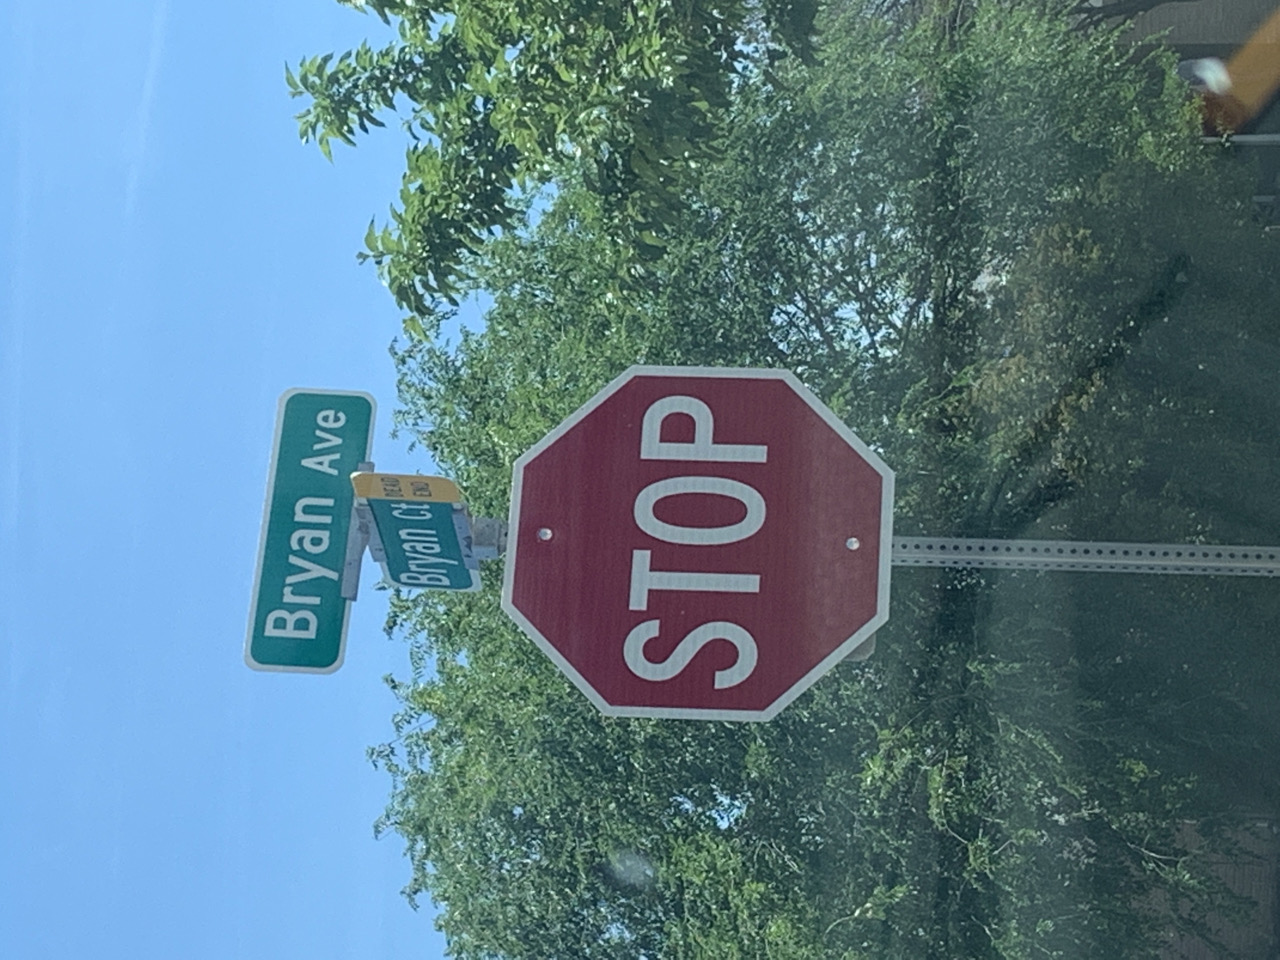 Bryan Ave
Bryan Ct
DEAD
END
STOP